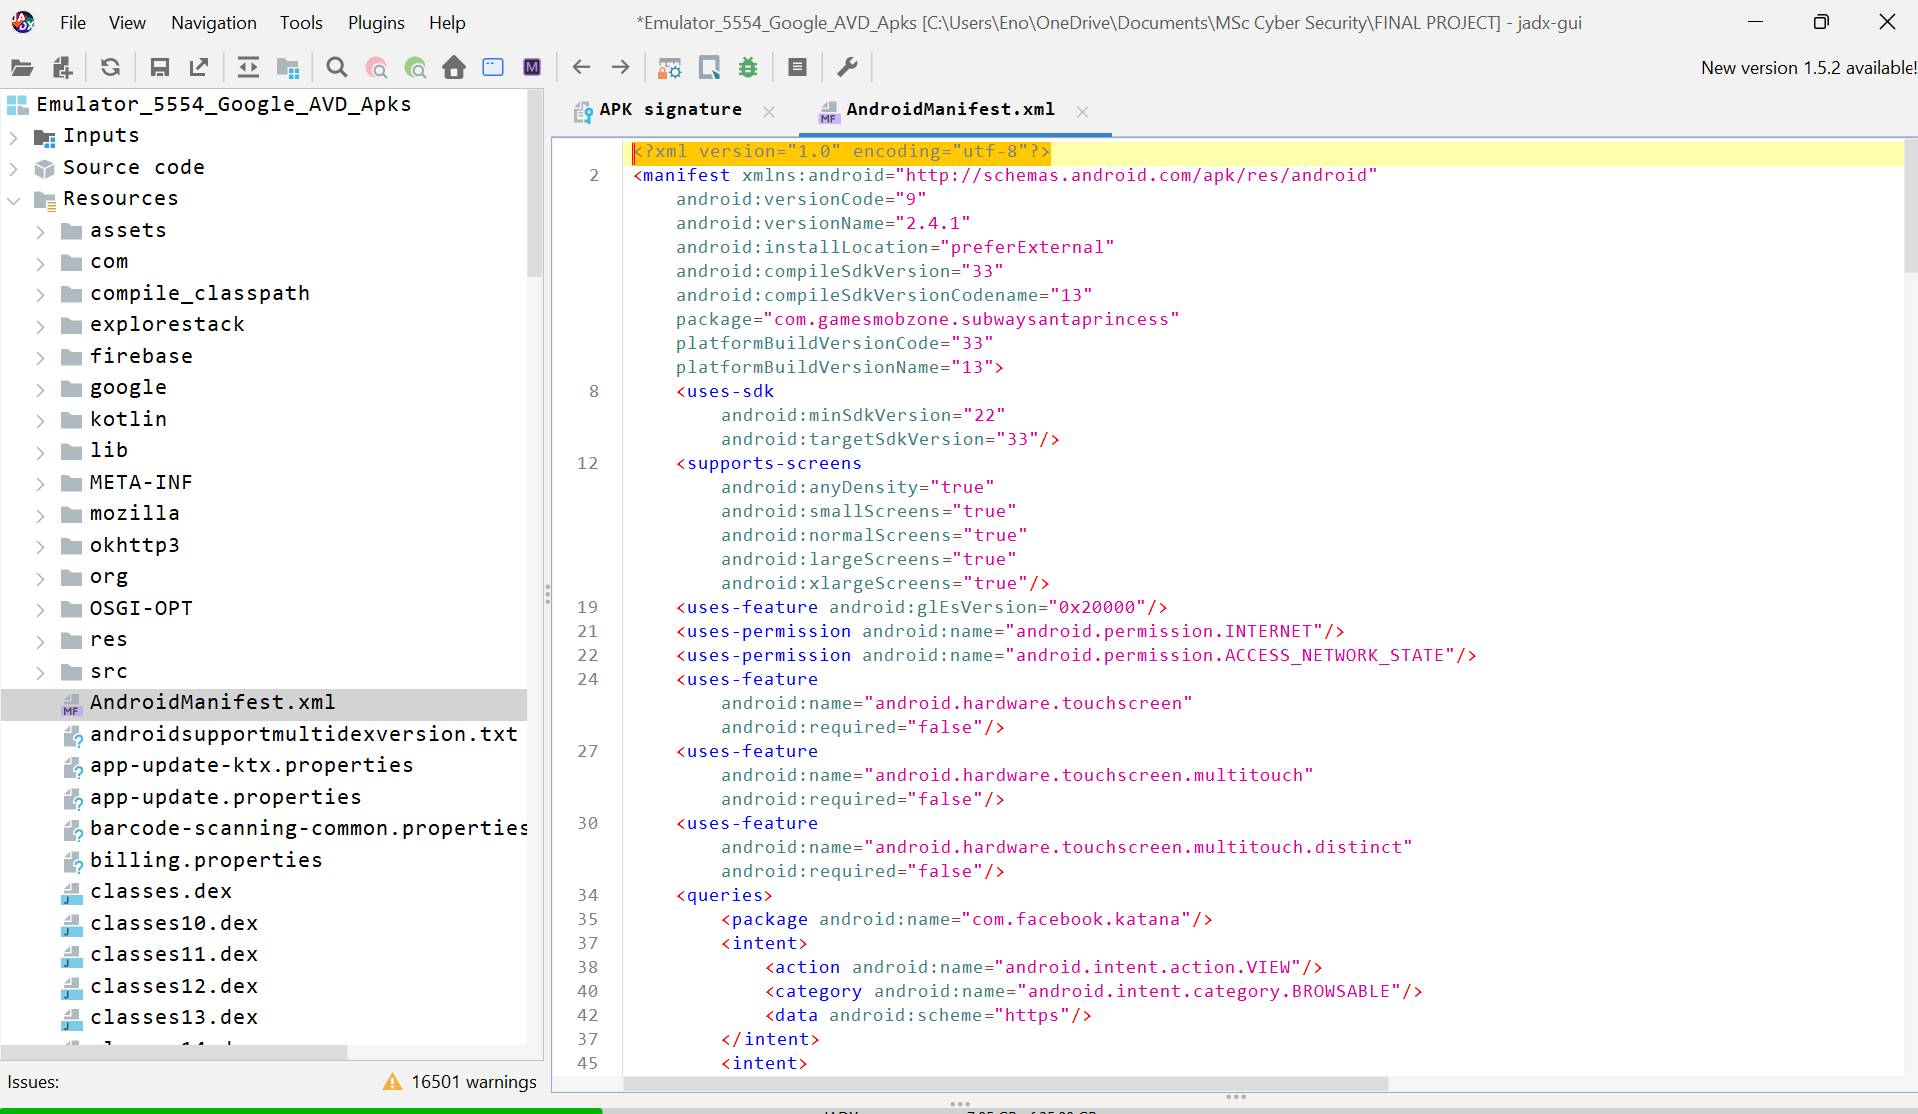 File View Navigation Tools Plugins Help
*Emulator_5554_Google_AVD_Apks [C:\Users\Eno\OneDrive\Documents\MSc Cyber Security\FINAL PROJECT] - jadx-gui
New version 1.5.2 available!
Emulator_5554_Google_AVD_Apks
Inputs
Source code
Resources
assets
com
compile_classpath
explorestack
firebase
google
kotlin
lib
META-INF
mozilla
okhttp3
org
OSGI-OPT
res
src
AndroidManifest.xml
androidsupportmultidexversion.txt
app-update-ktx.properties
app-update.properties
barcode-scanning-common.properties
billing.properties
classes.dex
classes10.dex
classes11.dex
classes12.dex
classes13.dex
Issues: 16501 warnings
APK signature
AndroidManifest.xml
<?xml version="1.0" encoding="utf-8"?>
2 <manifest xmlns:android="http://schemas.android.com/apk/res/android"
android:versionCode="9"
android:versionName="2.4.1"
android:installLocation="preferExternal"
android:compileSdkVersion="33"
android:compileSdkVersionCodename="13"
package="com.gamesmobzone.subwaysantaprincess"
platformBuildVersionCode="33"
platformBuildVersionName="13">
8 <uses-sdk
android:minSdkVersion="22"
android:targetSdkVersion="33"/>
12 <supports-screens
android:anyDensity="true"
android:smallScreens="true"
android:normalScreens="true"
android:largeScreens="true"
android:xlargeScreens="true"/>
19 <uses-feature android:glEsVersion="0x20000"/>
21 <uses-permission android:name="android.permission.INTERNET"/>
22 <uses-permission android:name="android.permission.ACCESS_NETWORK_STATE"/>
24 <uses-feature
android:name="android.hardware.touchscreen"
android:required="false"/>
27 <uses-feature
android:name="android.hardware.touchscreen.multitouch"
android:required="false"/>
30 <uses-feature
android:name="android.hardware.touchscreen.multitouch.distinct"
android:required="false"/>
34 <queries>
35 <package android:name="com.facebook.katana"/>
37 <intent>
38 <action android:name="android.intent.action.VIEW"/>
40 <category android:name="android.intent.category.BROWSABLE"/>
42 <data android:scheme="https"/>
37 </intent>
45 <intent>